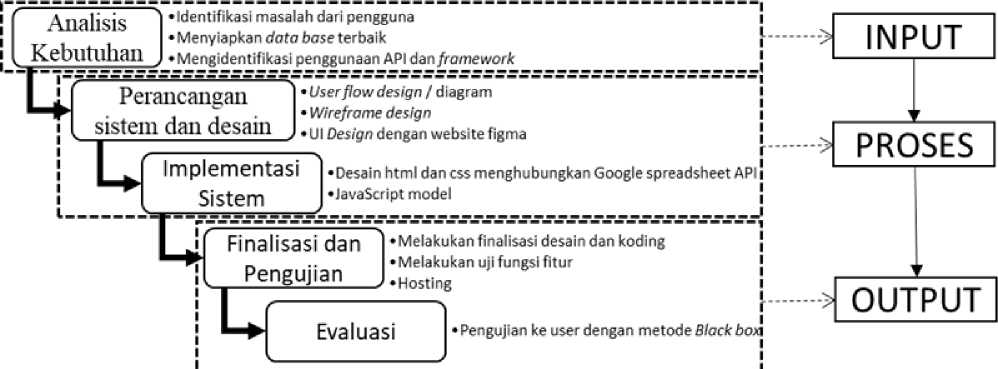 Analisis
Kebutuhan
•Identifikasi masalah dari pengguna
•Menyiapkan data base terbaik
•Mengidentifikasi penggunaan API dan framework
INPUT
Perancangan
sistem dan desain
•User flow design / diagram
•Wireframe design
•UI Design dengan website figma
PROSES
Implementasi
Sistem
•Desain html dan css menghubungkan Google spreadsheet API
•JavaScript model
Finalisasi dan
Pengujian
•Melakukan finalisasi desain dan koding
•Melakukan uji fungsi fitur
•Hosting
OUTPUT
Evaluasi
•Pengujian ke user dengan metode Black box